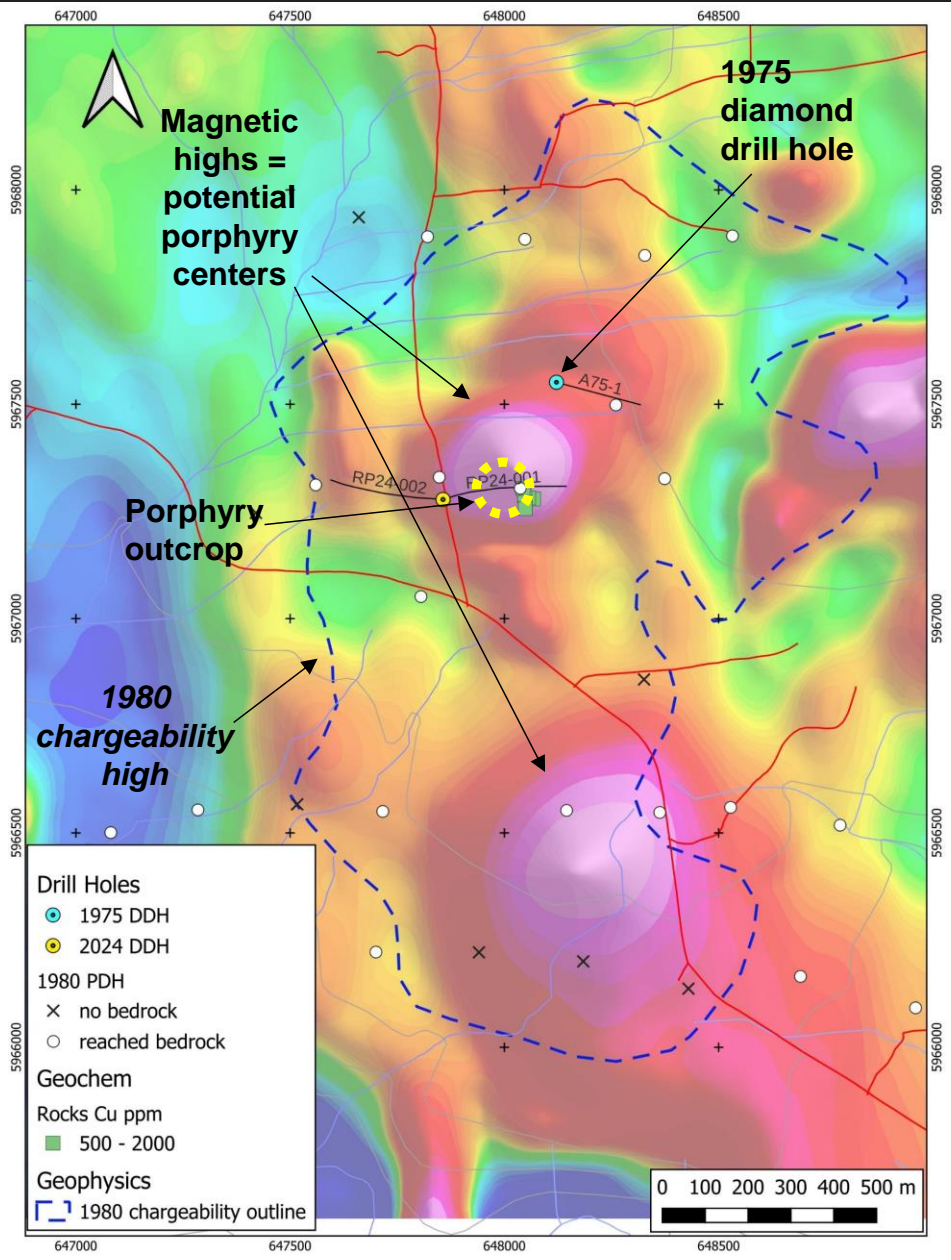 647000
647500
648000
648500
5968000
5967500
5967000
5966500
5966000
5968000
5967500
5967000
5966500
5966000
1975
diamond
drill hole
Magnetic
highs =
potential
porphyry
centers
A75-1
RP24-002
RP24-001
Porphyry
outcrop
1980
chargeability
high
Drill Holes
1975 DDH
2024 DDH
1980 PDH
no bedrock
reached bedrock
Geochem
Rocks Cu ppm
500 - 2000
Geophysics
1980 chargeability outline
0 100 200 300 400 500 m
647000
647500
648000
648500